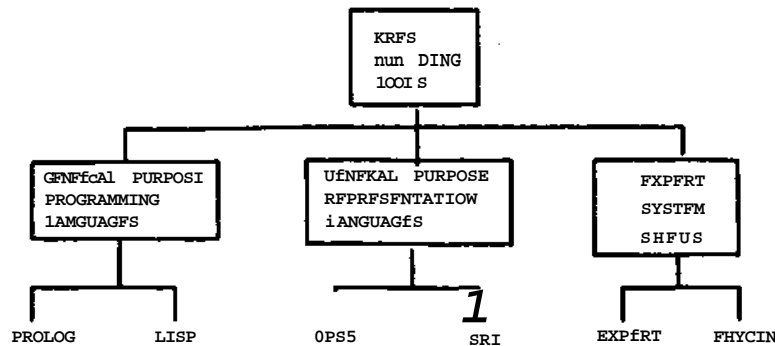 KRFS
nun DING
1OOI S
GFNFfcAl PURPOSI
PROGRAMMING
1AMGUAGFS
UfNFKAL PURPOSE
RFPRFSFNTATIOW
iANGUAGfS
FXPFRT
SYSTFM
SHFUS
PROLOG
LISP
0PS5
1
SRI
EXPfRT
FHYCIN